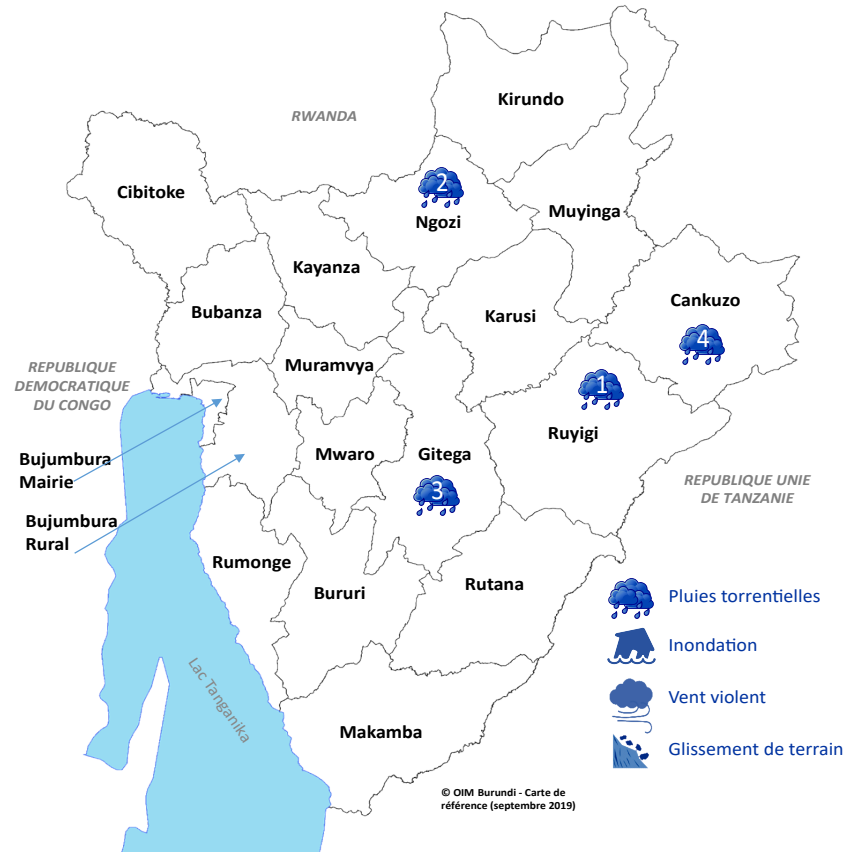 Kirundo
RWANDA
Cibitoke
2
Ngozi
Muyinga
Kayanza
Cankuzo
Bubanza
Karusi
4
REPUBLIQUE
DEMOCRATIQUE
DU CONGO
Muramvya
1
Ruyigi
Bujumbura
Mairie
Mwaro
Gitega
3
REPUBLIQUE UNIE
DE TANZANIE
Bujumbura
Rural
Rumonge
Bururi
Rutana
Pluies torrentielles
Inondation
Vent violent
Glissement de terrain
Lac Tanganika
Makamba
© OIM Burundi - Carte de
référence (septembre 2019)